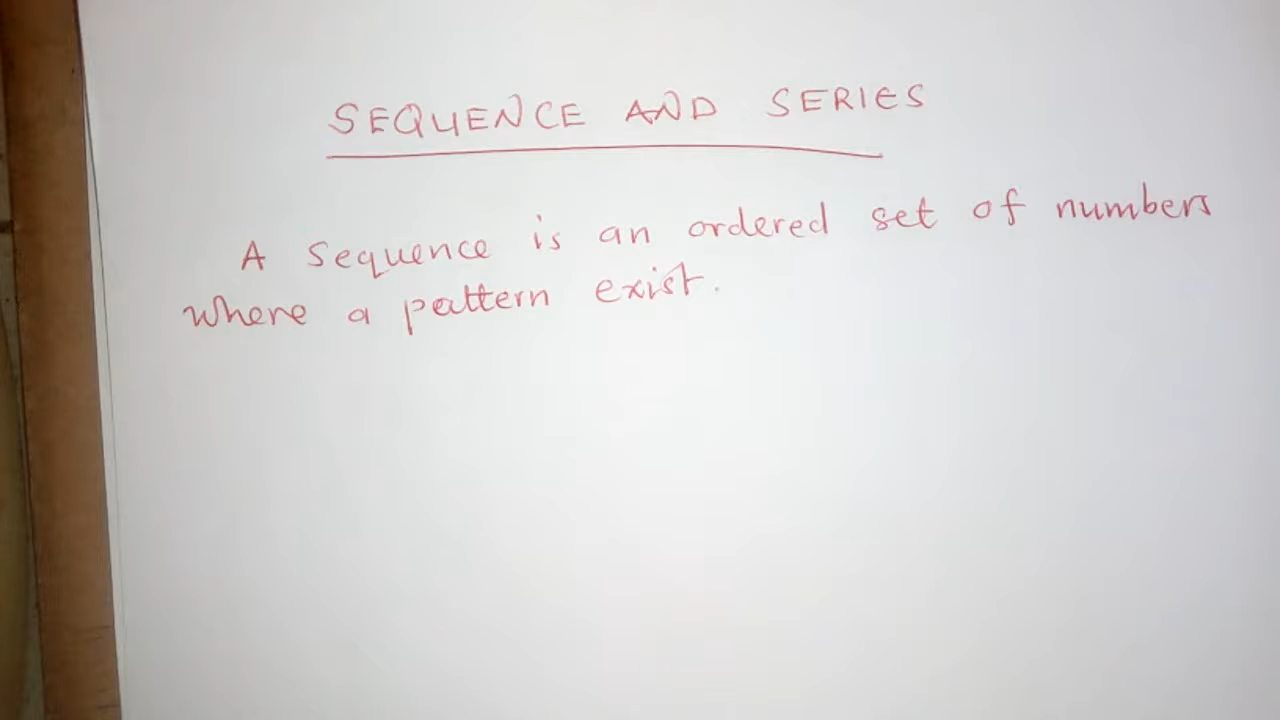 SEQUENCE AND SERIES
A sequence is an ordered set of numbers
where a pattern exist.